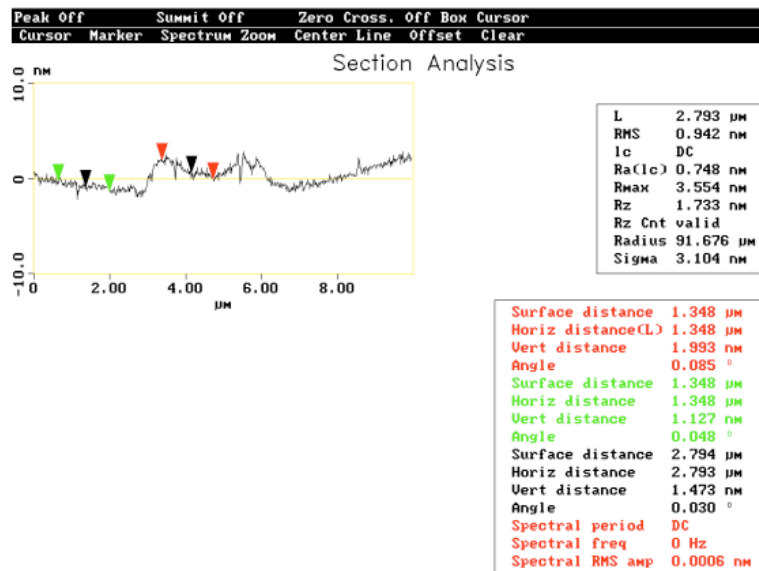 Peak Off Summit Off Zero Cross. Off Box Cursor
Cursor Marker Spectrum Zoom Center Line Offset Clear
Section Analysis
10.0
nM
0
-10.0
0 2.00 4.00 6.00 8.00
µM
L 2.793 µM
RMS 0.942 nM
lc DC
Ra(lc) 0.748 nM
Rmax 3.554 nM
Rz 1.733 nM
Rz Cnt valid
Radius 91.676 µM
Sigma 3.104 nM
Surface distance 1.348 µM
Horiz distance(L) 1.348 µM
Vert distance 1.993 nM
Angle 0.085 °
Surface distance 1.348 µM
Horiz distance 1.348 µM
Vert distance 1.127 nM
Angle 0.048 °
Surface distance 2.794 µM
Horiz distance 2.793 µM
Vert distance 1.473 nM
Angle 0.030 °
Spectral period DC
Spectral freq 0 Hz
Spectral RMS amp 0.0006 nM